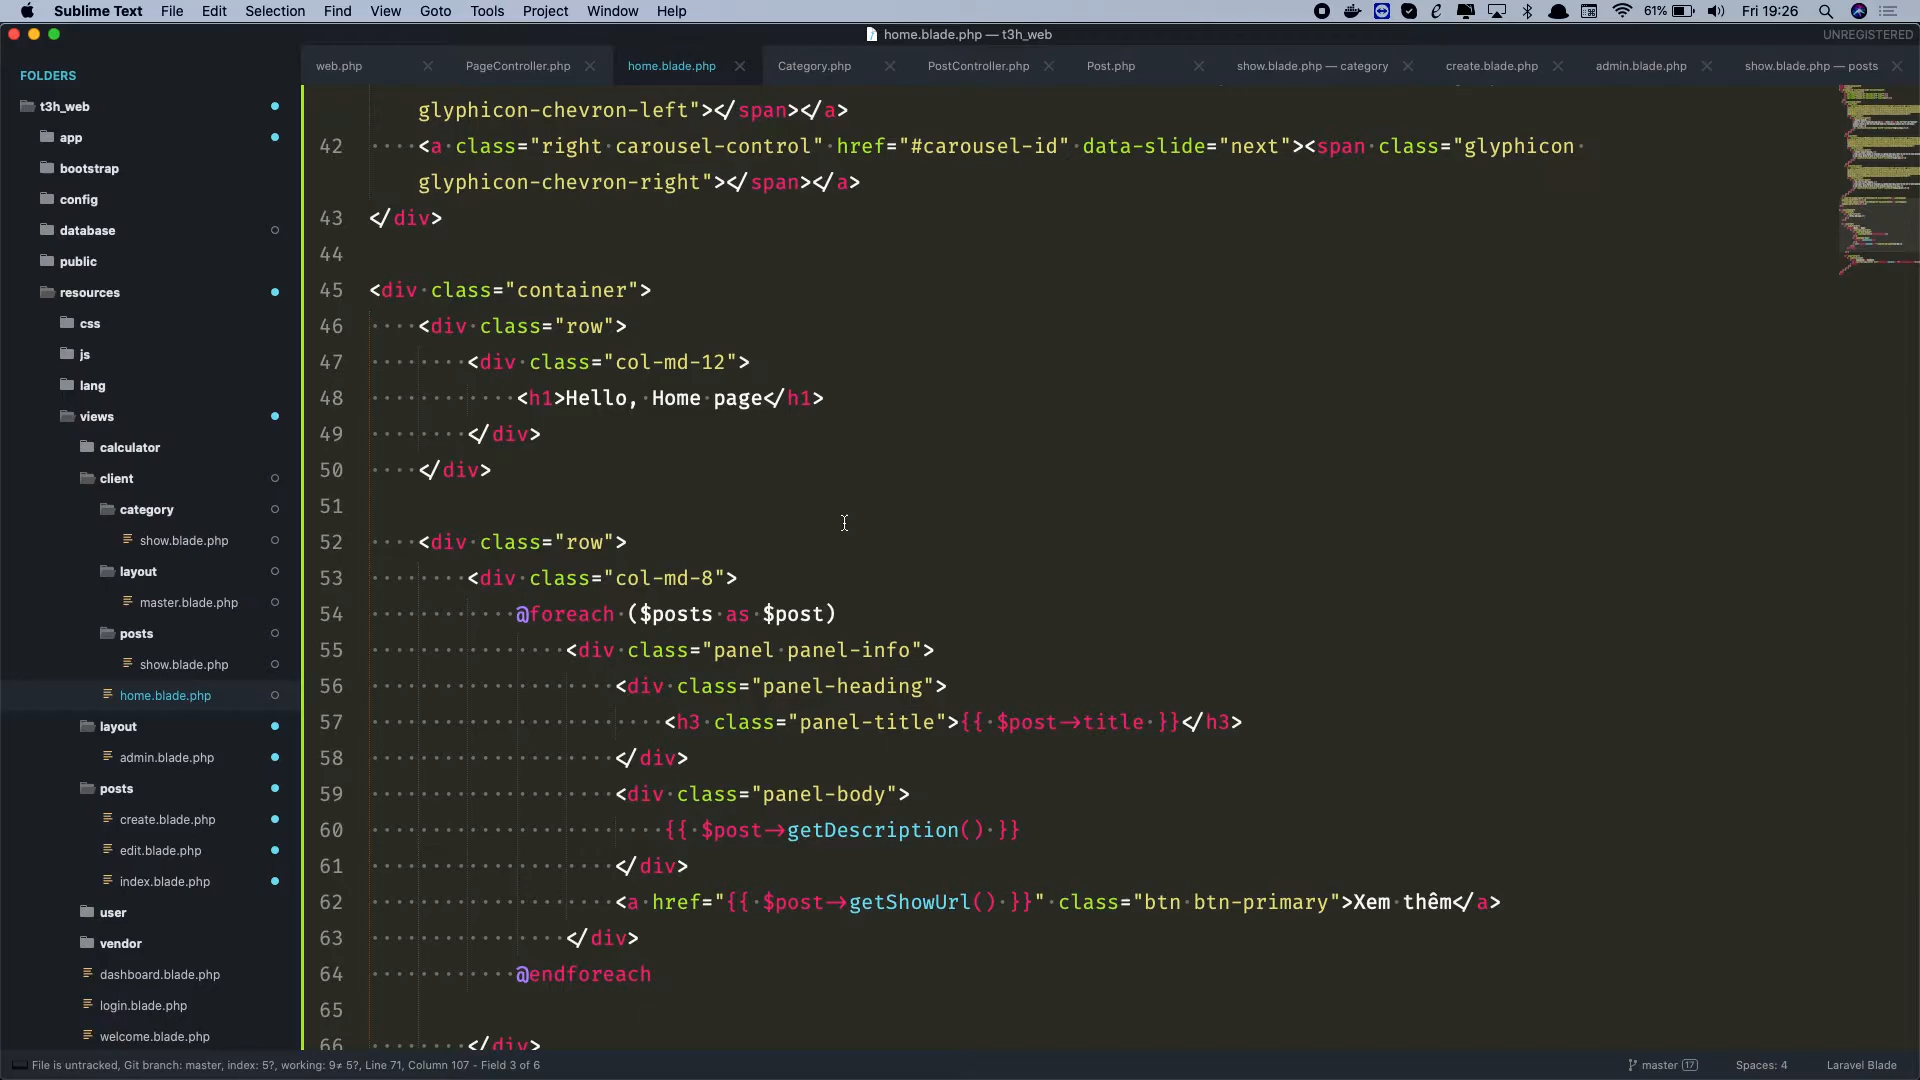 Sublime Text File Edit Selection Find View Goto Tools Project Window Help 61% Fri 19:26
home.blade.php — t3h_web UNREGISTERED
FOLDERS
t3h_web
app
bootstrap
config
database
public
resources
css
js
lang
views
calculator
client
category
show.blade.php
layout
master.blade.php
posts
show.blade.php
home.blade.php
layout
admin.blade.php
posts
create.blade.php
edit.blade.php
index.blade.php
user
vendor
dashboard.blade.php
login.blade.php
welcome.blade.php
web.php PageController.php home.blade.php Category.php PostController.php Post.php show.blade.php — category create.blade.php admin.blade.php show.blade.php — posts
glyphicon-chevron-left"></span></a>
42 <a class="right carousel-control" href="#carousel-id" data-slide="next"><span class="glyphicon
glyphicon-chevron-right"></span></a>
43 </div>
44
45 <div class="container">
46 <div class="row">
47 <div class="col-md-12">
48 <h1>Hello, Home page</h1>
49 </div>
50 </div>
51
52 <div class="row">
53 <div class="col-md-8">
54 @foreach ($posts as $post)
55 <div class="panel panel-info">
56 <div class="panel-heading">
57 <h3 class="panel-title">{{ $post->title }}</h3>
58 </div>
59 <div class="panel-body">
60 {{ $post->getDescription() }}
61 </div>
62 <a href="{{ $post->getShowUrl() }}" class="btn btn-primary">Xem thêm</a>
63 </div>
64 @endforeach
65
66 </div>
File is untracked, Git branch: master, index: 5?, working: 9≠ 5?, Line 71, Column 107 - Field 3 of 6 master 17 Spaces: 4 Laravel Blade